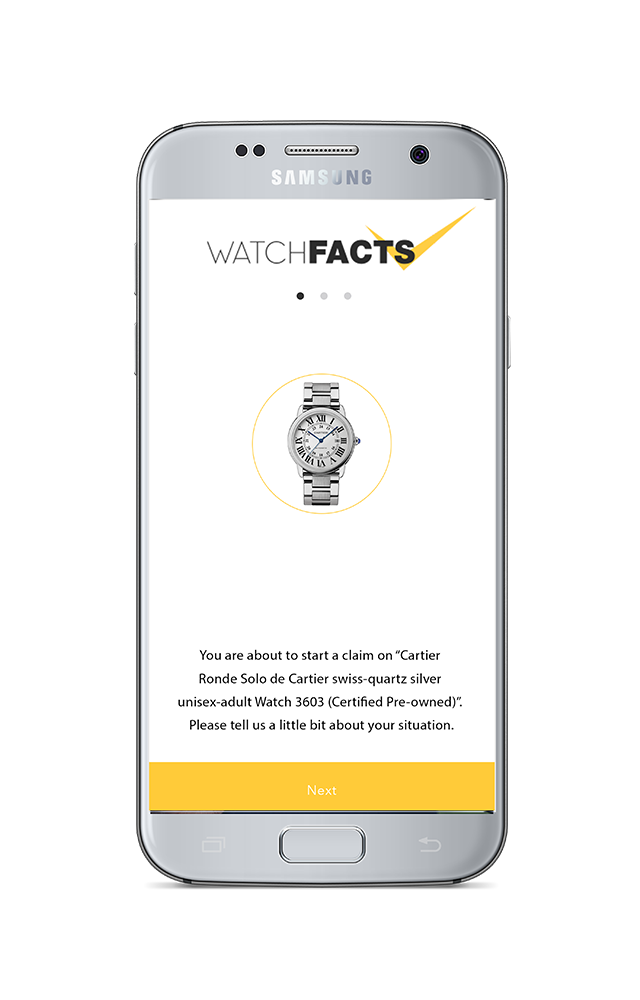 SAMSUNG
WATCHFACTS
You are about to start a claim on “Cartier
Ronde Solo de Cartier swiss-quartz silver
unisex-adult Watch 3603 (Certified Pre-owned)”.
Please tell us a little bit about your situation.
Next